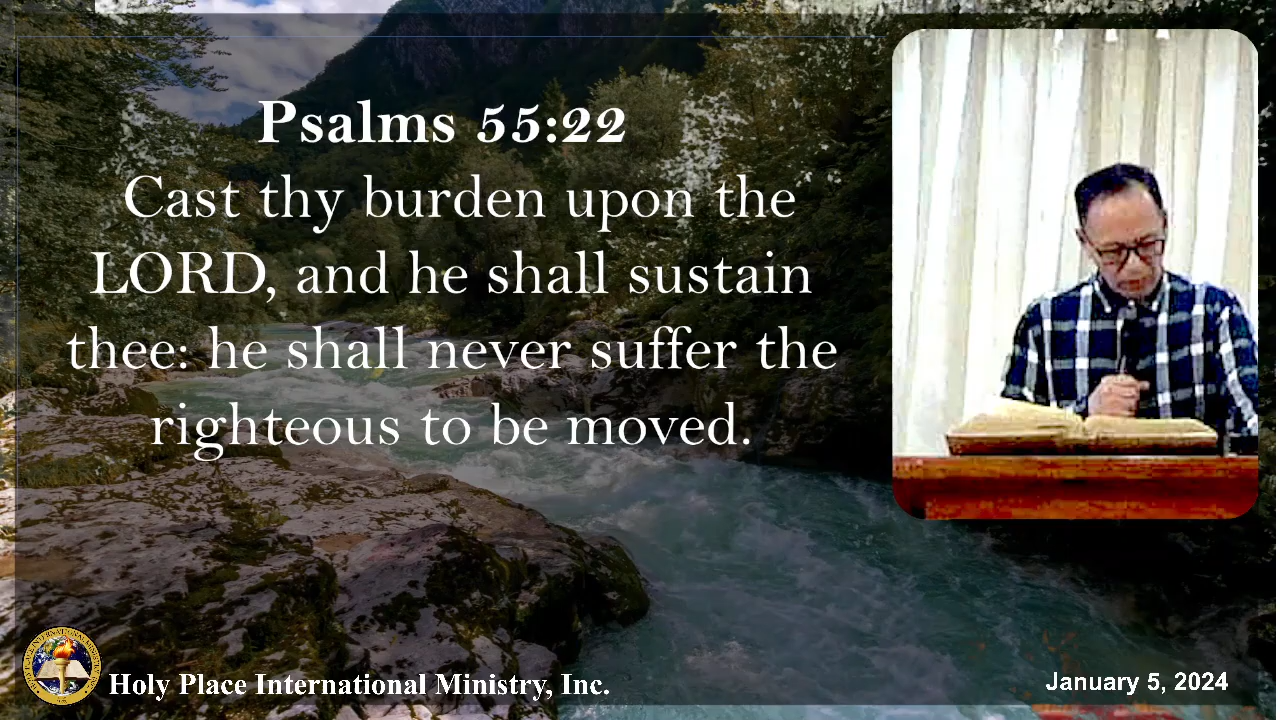 Psalms 55:22
Cast thy burden upon the
LORD, and he shall sustain
thee: he shall never suffer the
righteous to be moved.
Holy Place International Ministry, Inc.
January 5, 2024